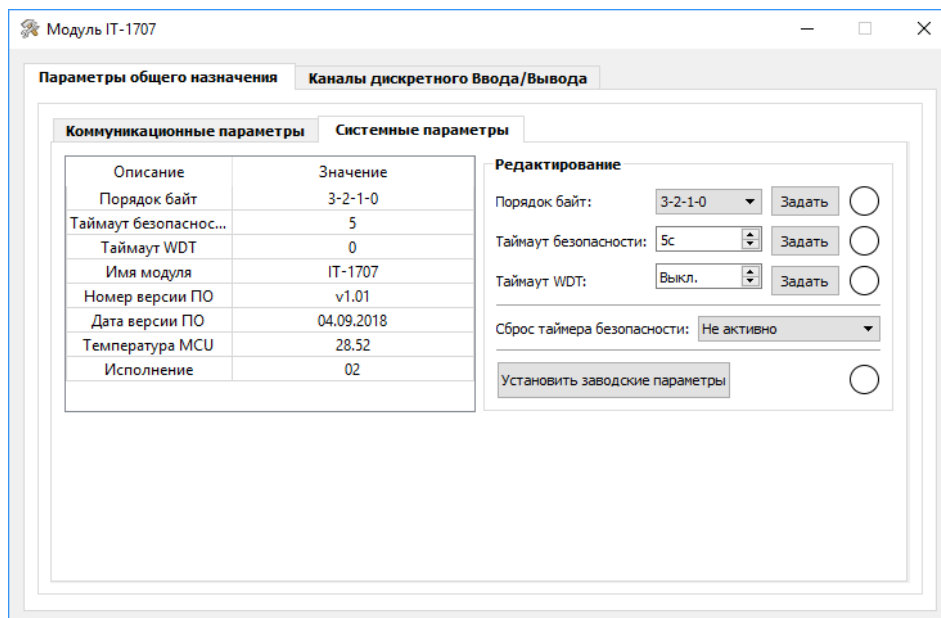 Модуль IT-1707
Параметры общего назначения Каналы дискретного Ввода/Вывода
Коммуникационные параметры Системные параметры
Описание Значение
Порядок байт 3-2-1-0
Таймаут безопаснос... 5
Таймаут WDT 0
Имя модуля IT-1707
Номер версии ПО v1.01
Дата версии ПО 04.09.2018
Температура MCU 28.52
Исполнение 02
Редактирование
Порядок байт: 3-2-1-0 Задать
Таймаут безопасности: 5с Задать
Таймаут WDT: Выкл. Задать
Сброс таймера безопасности: Не активно
Установить заводские параметры